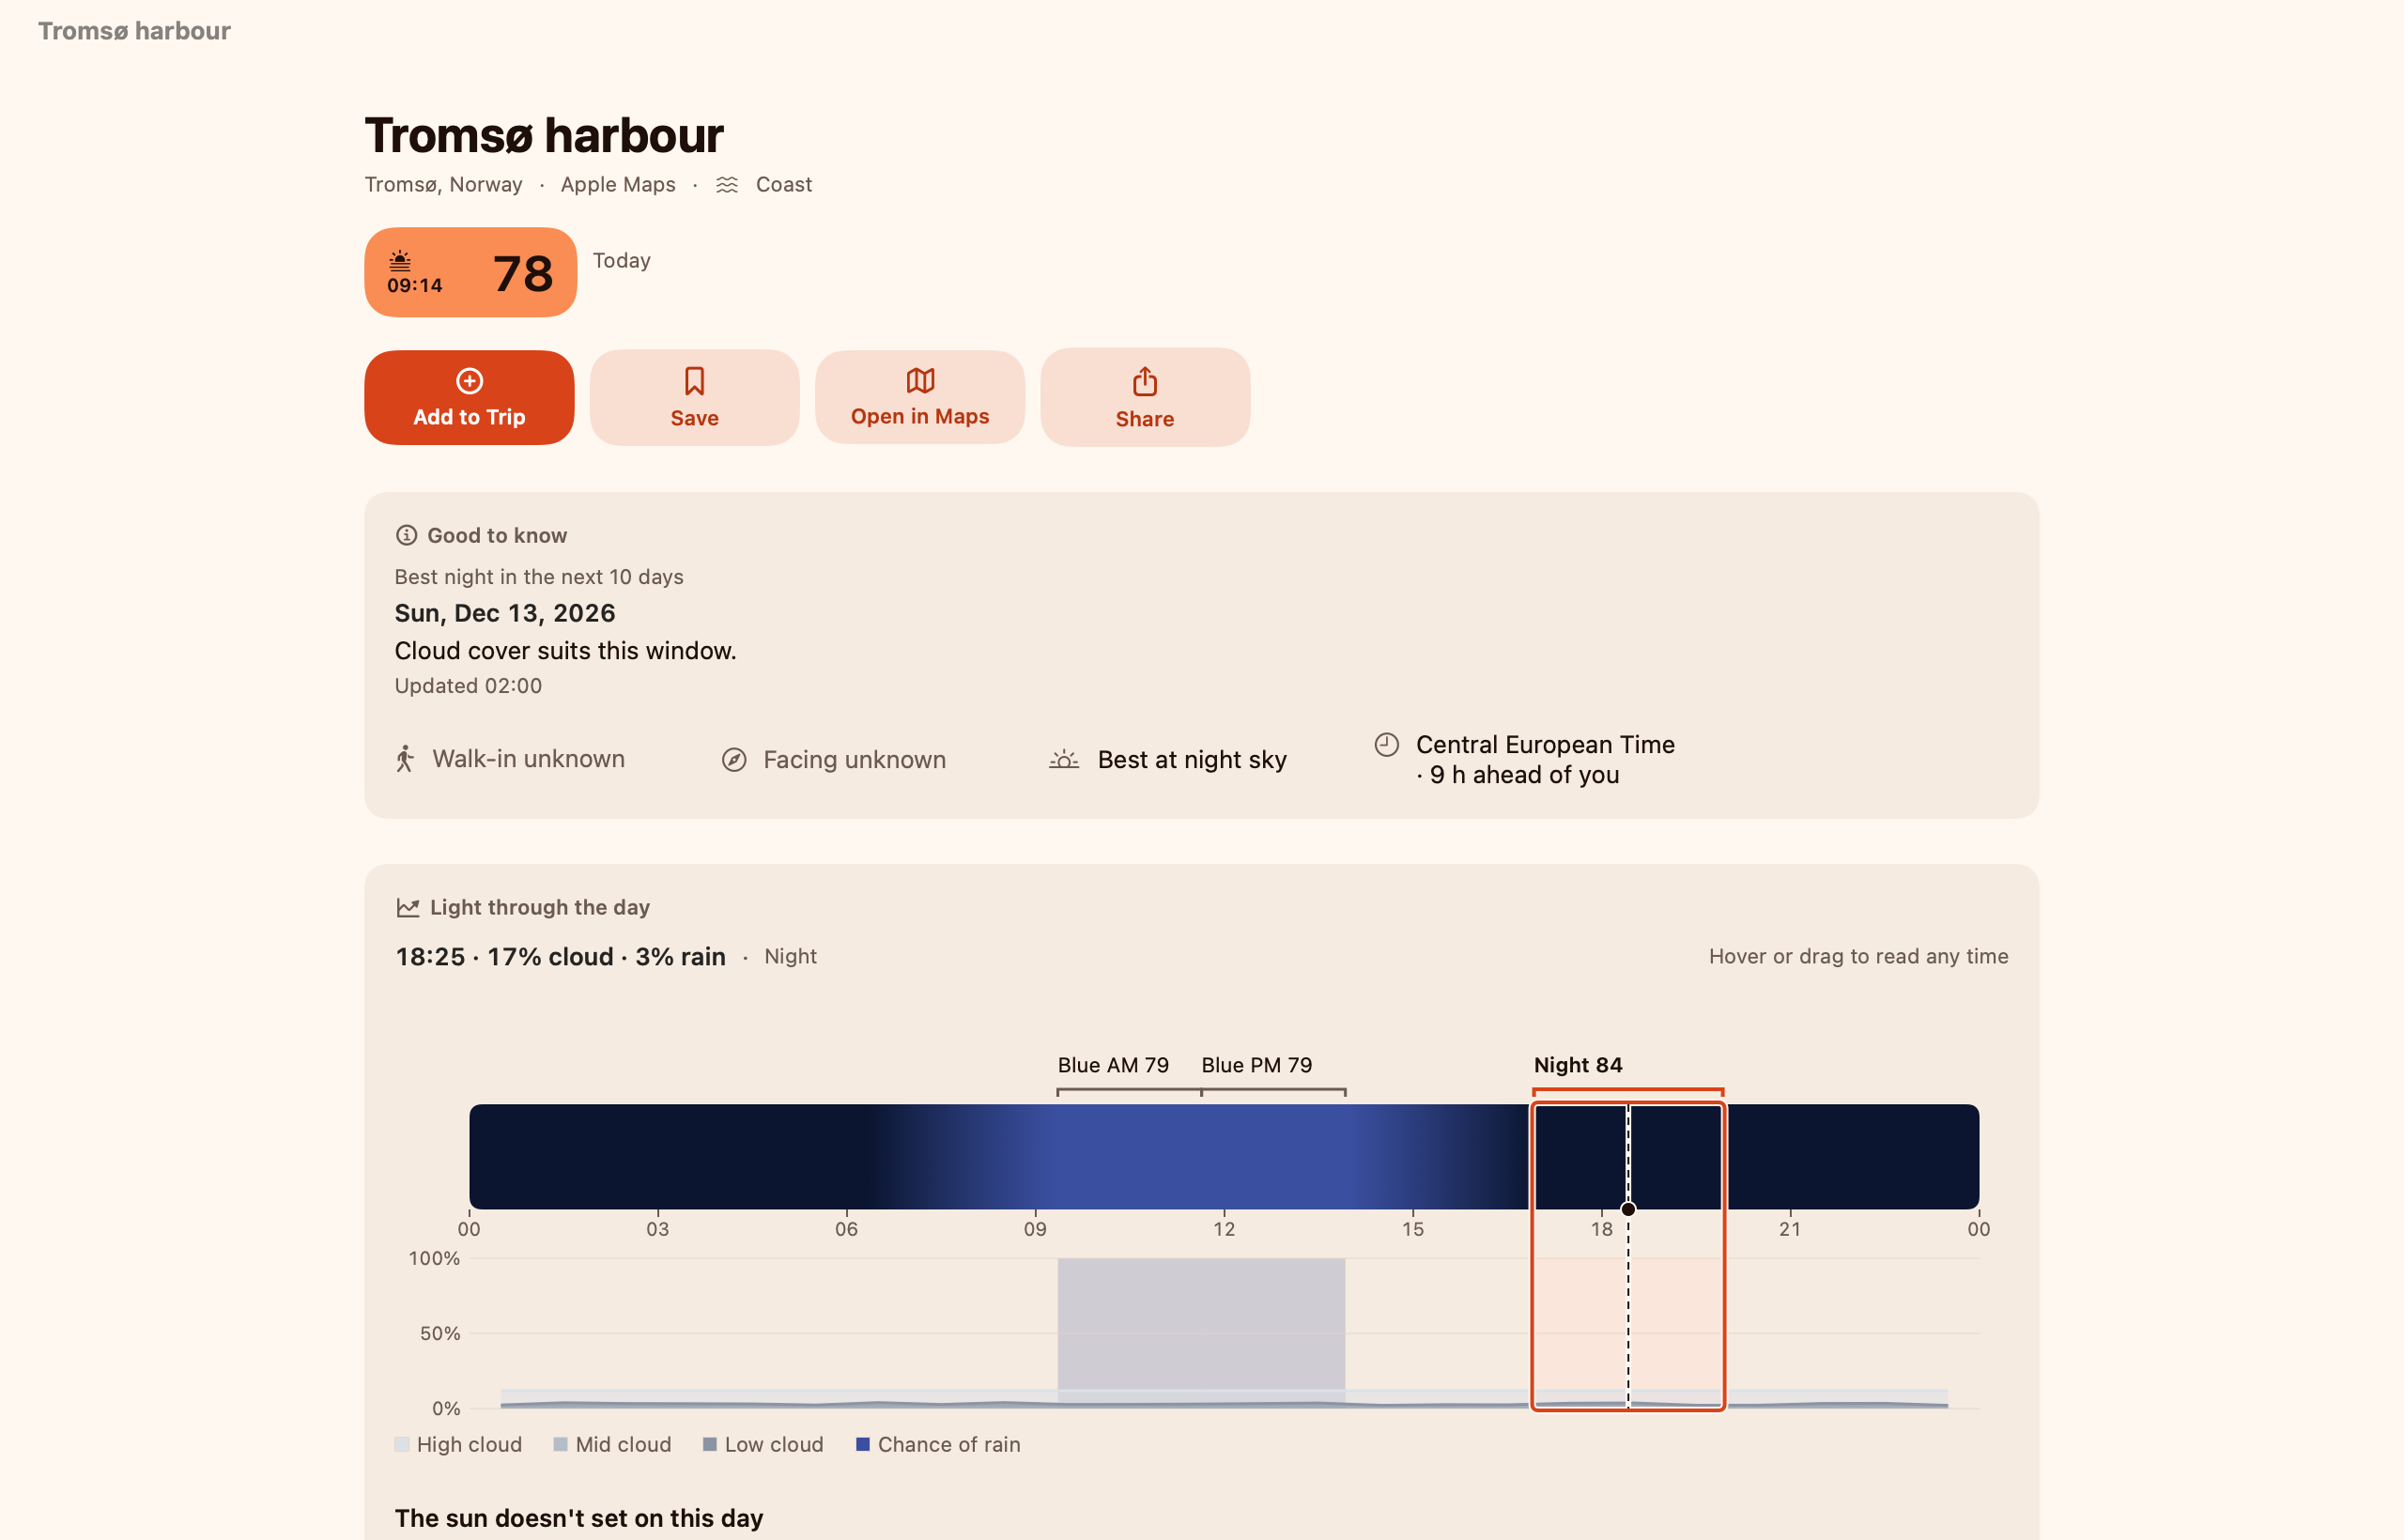 Tromsø harbour
Tromsø harbour
Tromsø, Norway · Apple Maps · Coast
09:14 78 Today
Add to Trip
Save
Open in Maps
Share
Good to know
Best night in the next 10 days
Sun, Dec 13, 2026
Cloud cover suits this window.
Updated 02:00
Walk-in unknown
Facing unknown
Best at night sky
Central European Time
· 9 h ahead of you
Light through the day
18:25 · 17% cloud · 3% rain · Night
Hover or drag to read any time
Blue AM 79 Blue PM 79 Night 84
00 03 06 09 12 15 18 21 00
100%
50%
0%
High cloud Mid cloud Low cloud Chance of rain
The sun doesn't set on this day